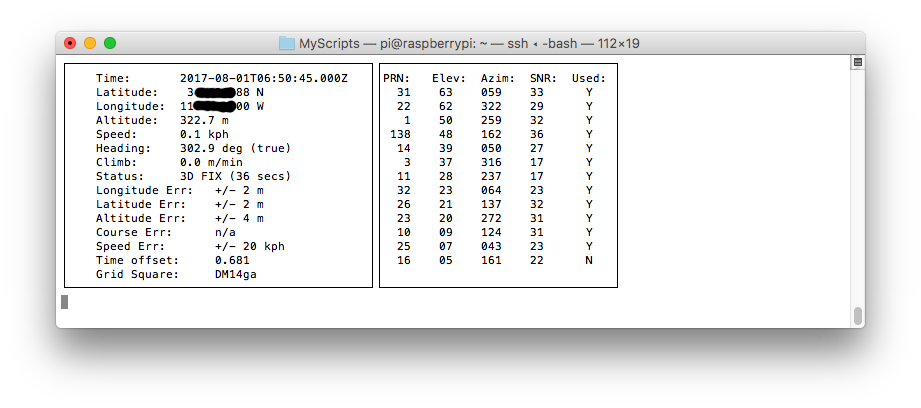 MyScripts — pi@raspberrypi: ~ — ssh ◂ -bash — 112×19
Time: 2017-08-01T06:50:45.000Z
Latitude: 3 88 N
Longitude: 11 00 W
Altitude: 322.7 m
Speed: 0.1 kph
Heading: 302.9 deg (true)
Climb: 0.0 m/min
Status: 3D FIX (36 secs)
Longitude Err: +/- 2 m
Latitude Err: +/- 2 m
Altitude Err: +/- 4 m
Course Err: n/a
Speed Err: +/- 20 kph
Time offset: 0.681
Grid Square: DM14ga
PRN: Elev: Azim: SNR: Used:
31 63 059 33 Y
22 62 322 29 Y
1 50 259 32 Y
138 48 162 36 Y
14 39 050 27 Y
3 37 316 17 Y
11 28 237 17 Y
32 23 064 23 Y
26 21 137 32 Y
23 20 272 31 Y
10 09 124 31 Y
25 07 043 23 Y
16 05 161 22 N